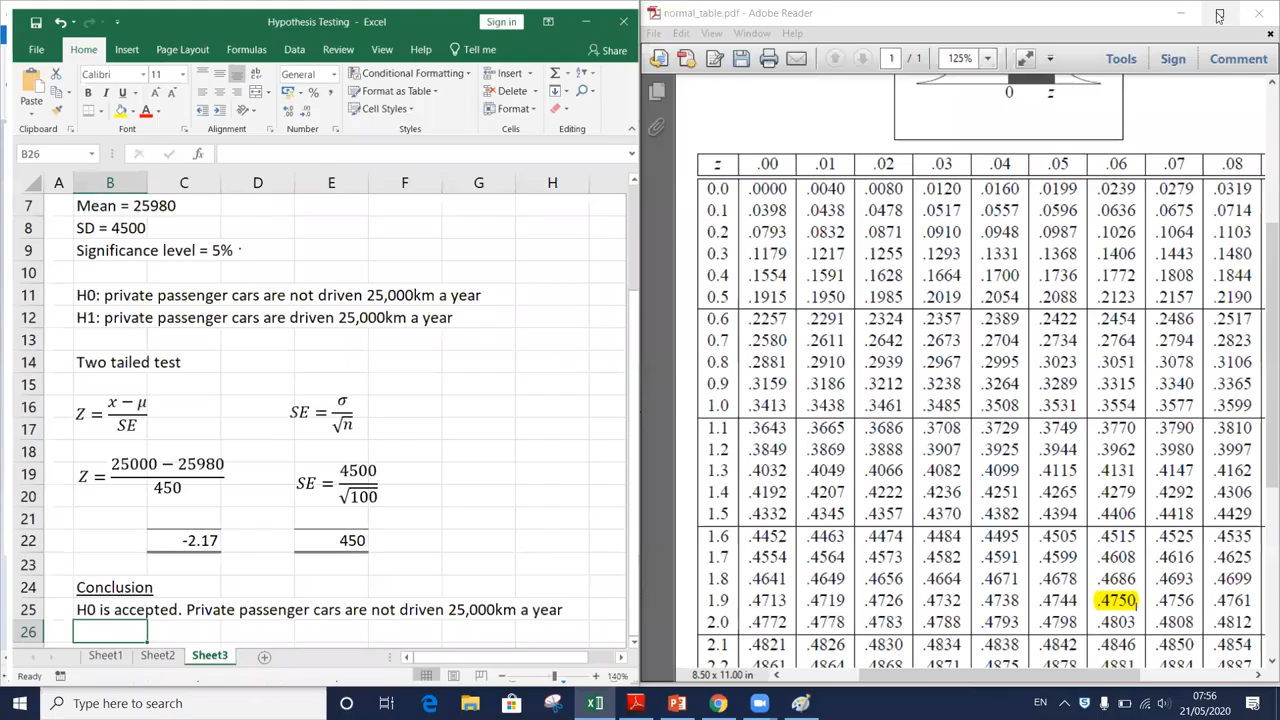 Hypothesis Testing - Excel
Sign in
File Home Insert Page Layout Formulas Data Review View Help Tell me Share
Calibri 11 General Conditional Formatting Insert
Paste B I U A A % , Format as Table Delete
Cell Styles Format
Clipboard Font Alignment Number Styles Cells Editing
B26 fx
A B C D E F G H
7 Mean = 25980
8 SD = 4500
9 Significance level = 5%
10
11 H0: private passenger cars are not driven 25,000km a year
12 H1: private passenger cars are driven 25,000km a year
13
14 Two tailed test
15
16 Z = (x − μ)/SE SE = σ/√n
17
18
19 Z = (25000 − 25980)/450 SE = 4500/√100
20
21
22 -2.17 450
23
24 Conclusion
25 H0 is accepted. Private passenger cars are not driven 25,000km a year
26
Sheet1 Sheet2 Sheet3
Ready 140%
normal_table.pdf - Adobe Reader
File Edit View Window Help
1 / 1 125% Tools Sign Comment
0 z
z .00 .01 .02 .03 .04 .05 .06 .07 .08
0.0 .0000 .0040 .0080 .0120 .0160 .0199 .0239 .0279 .0319
0.1 .0398 .0438 .0478 .0517 .0557 .0596 .0636 .0675 .0714
0.2 .0793 .0832 .0871 .0910 .0948 .0987 .1026 .1064 .1103
0.3 .1179 .1217 .1255 .1293 .1331 .1368 .1406 .1443 .1480
0.4 .1554 .1591 .1628 .1664 .1700 .1736 .1772 .1808 .1844
0.5 .1915 .1950 .1985 .2019 .2054 .2088 .2123 .2157 .2190
0.6 .2257 .2291 .2324 .2357 .2389 .2422 .2454 .2486 .2517
0.7 .2580 .2611 .2642 .2673 .2704 .2734 .2764 .2794 .2823
0.8 .2881 .2910 .2939 .2967 .2995 .3023 .3051 .3078 .3106
0.9 .3159 .3186 .3212 .3238 .3264 .3289 .3315 .3340 .3365
1.0 .3413 .3438 .3461 .3485 .3508 .3531 .3554 .3577 .3599
1.1 .3643 .3665 .3686 .3708 .3729 .3749 .3770 .3790 .3810
1.2 .3849 .3869 .3888 .3907 .3925 .3944 .3962 .3980 .3997
1.3 .4032 .4049 .4066 .4082 .4099 .4115 .4131 .4147 .4162
1.4 .4192 .4207 .4222 .4236 .4251 .4265 .4279 .4292 .4306
1.5 .4332 .4345 .4357 .4370 .4382 .4394 .4406 .4418 .4429
1.6 .4452 .4463 .4474 .4484 .4495 .4505 .4515 .4525 .4535
1.7 .4554 .4564 .4573 .4582 .4591 .4599 .4608 .4616 .4625
1.8 .4641 .4649 .4656 .4664 .4671 .4678 .4686 .4693 .4699
1.9 .4713 .4719 .4726 .4732 .4738 .4744 .4750 .4756 .4761
2.0 .4772 .4778 .4783 .4788 .4793 .4798 .4803 .4808 .4812
2.1 .4821 .4826 .4830 .4834 .4838 .4842 .4846 .4850 .4854
8.50 x 11.00 in
Type here to search
EN
07:56
21/05/2020